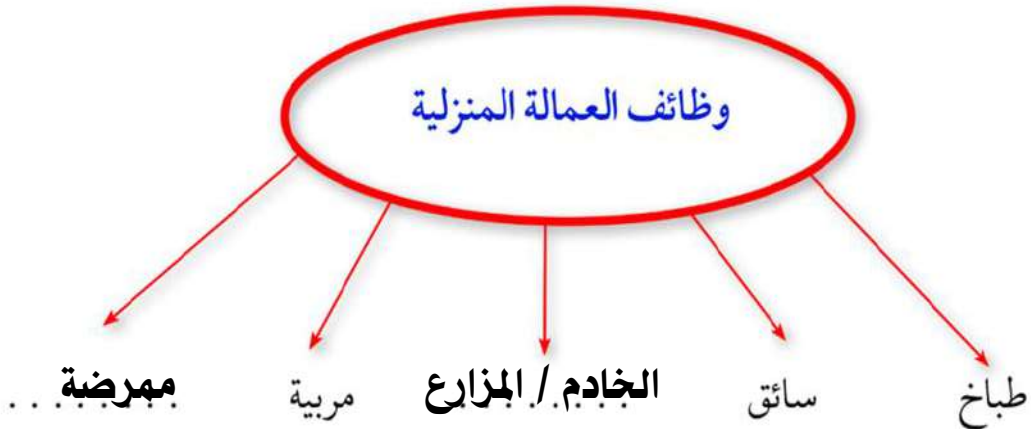 وظائف العمالة المنزلية
طباخ سائق الخادم / المزارع مربية ممرضة